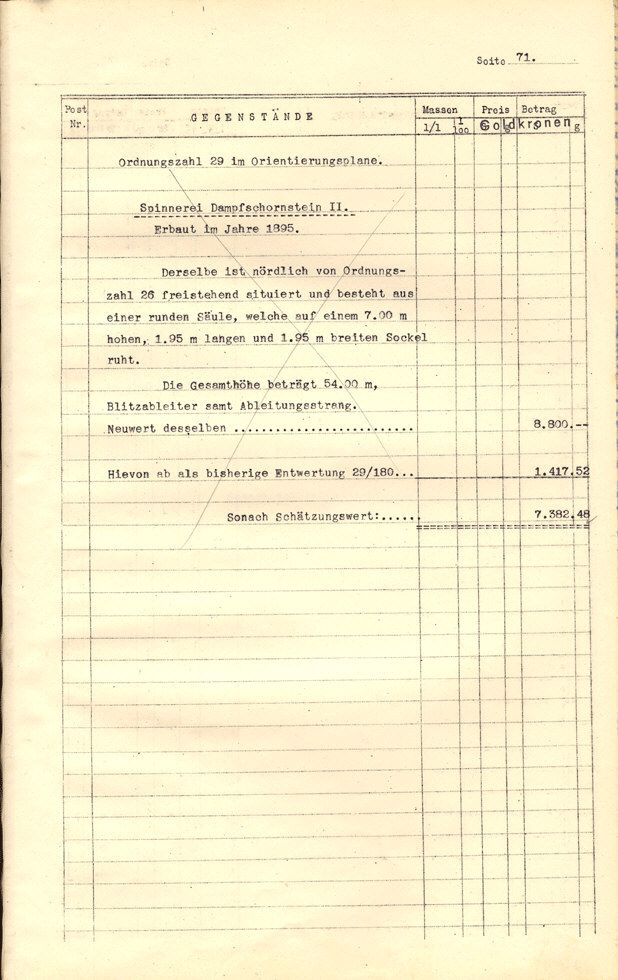 Seite 71.
Post Nr. GEGENSTÄNDE Massen Preis Betrag
1/1 1/100 Goldkronen g
Ordnungszahl 29 im Orientierungsplane.
Spinnerei Dampfschornstein II.
Erbaut im Jahre 1895.
Derselbe ist nördlich von Ordnungs-
zahl 26 freistehend situiert und besteht aus
einer runden Säule, welche auf einem 7.00 m
hohen, 1.95 m langen und 1.95 m breiten Sockel
ruht.
Die Gesamthöhe beträgt 54.00 m,
Blitzableiter samt Ableitungsstrang.
Neuwert desselben ......................... 8.800.--
Hievon ab als bisherige Entwertung 29/180... 1.417.52
Sonach Schätzungswert:..... 7.382.48